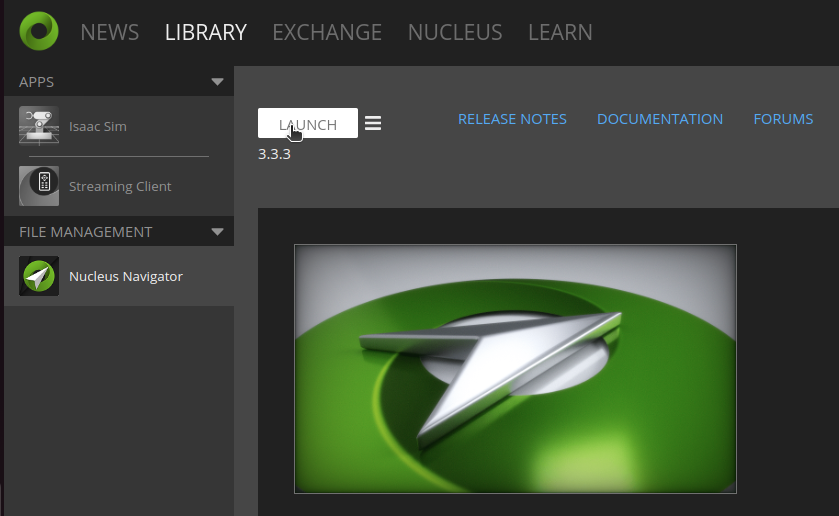 NEWS LIBRARY EXCHANGE NUCLEUS LEARN
APPS
Isaac Sim
Streaming Client
FILE MANAGEMENT
Nucleus Navigator
LAUNCH
RELEASE NOTES DOCUMENTATION FORUMS
3.3.3